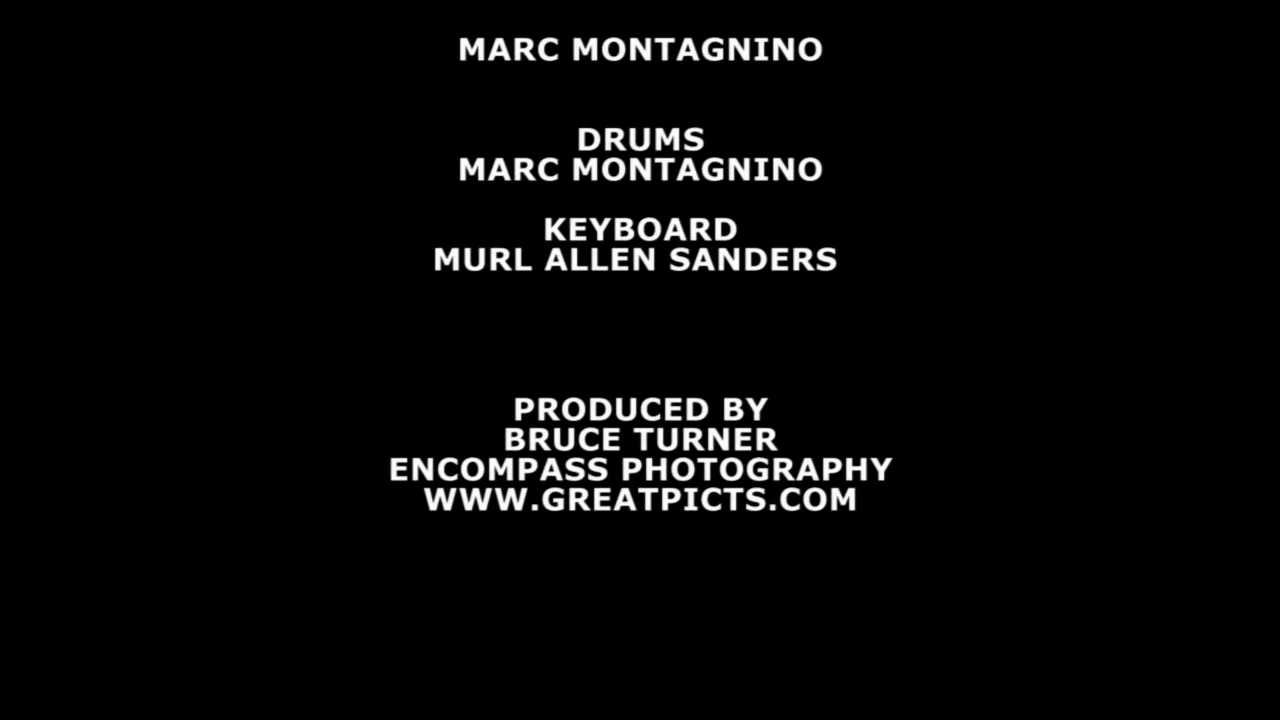 MARC MONTAGNINO
DRUMS
MARC MONTAGNINO
KEYBOARD
MURL ALLEN SANDERS
PRODUCED BY
BRUCE TURNER
ENCOMPASS PHOTOGRAPHY
WWW.GREATPICTS.COM